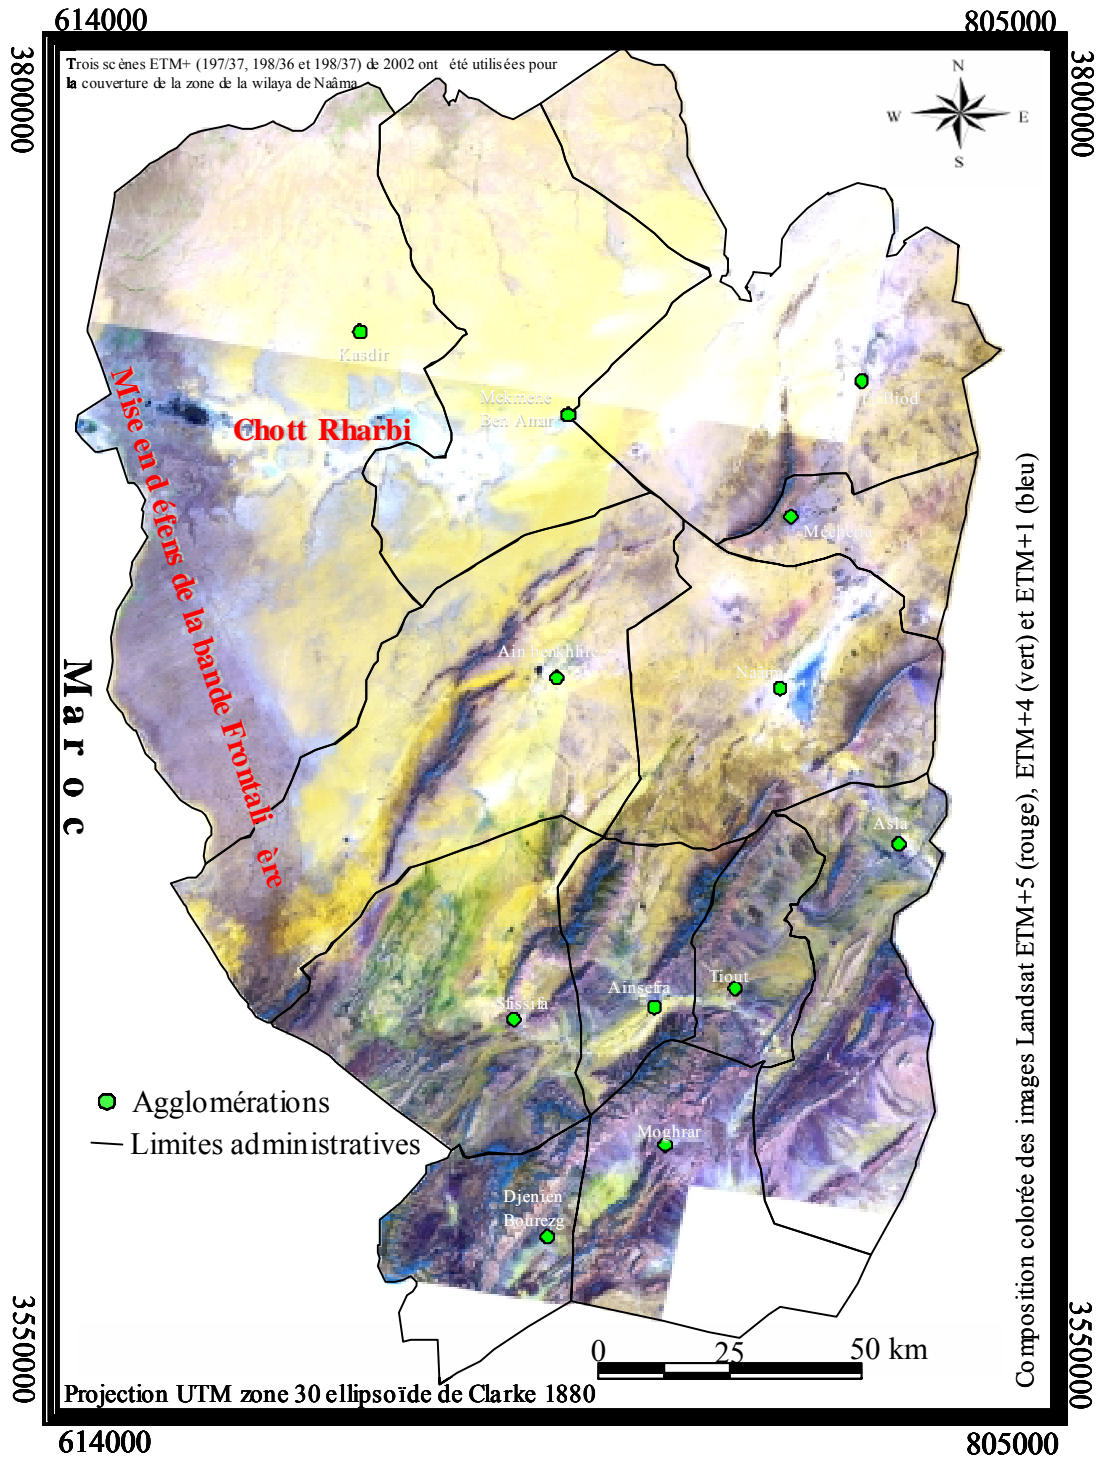 614000
805000
3800000
3800000
Trois scènes ETM+ (197/37, 198/36 et 198/37) de 2002 ont été utilisées pour
la couverture de la zone de la wilaya de Naâma
N
W
E
S
Kasdir
Mekmene
Ben Amar
Biod
Chott Rharbi
Mecheria
Mise en défens de la bande Frontalière
Maroc
Ain benkhlife
Naama
Asla
Sfissifa
Ainsefra
Tiout
Moghrar
Djenien
Bourezg
Agglomérations
Limites administratives
Composition colorée des images Landsat ETM+5 (rouge), ETM+4 (vert) et ETM+1 (bleu)
0
25
50 km
Projection UTM zone 30 ellipsoïde de Clarke 1880
3550000
3550000
614000
805000